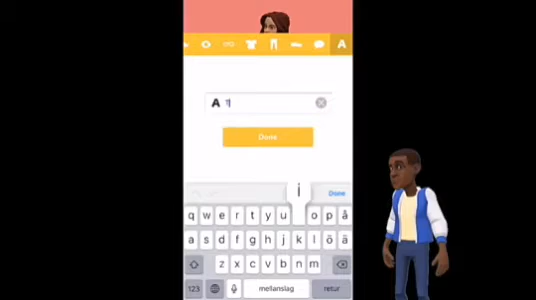 A
A
Done
i
Done
q w e r t y u o p å
a s d f g h j k l ö ä
z x c v b n m
123 mellanslag retur